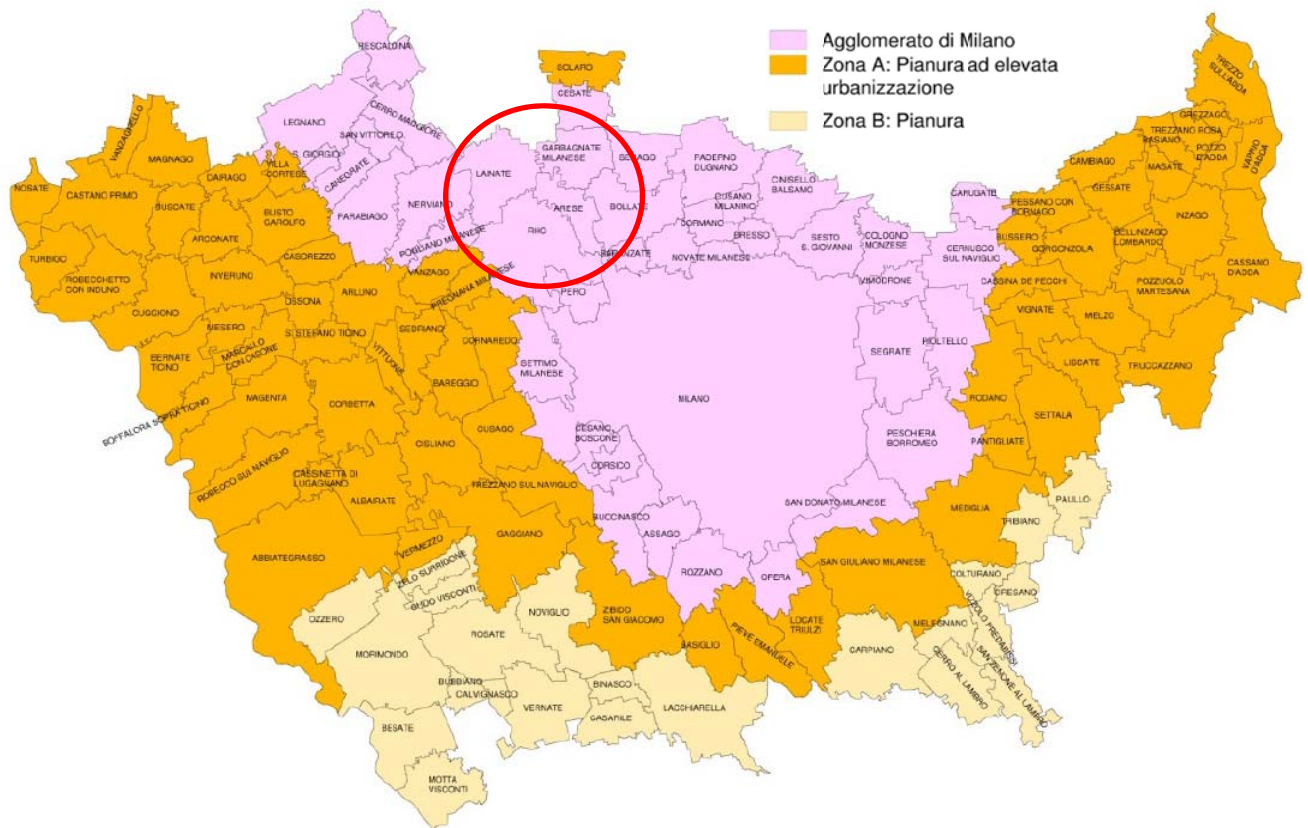 Agglomerato di Milano
Zona A: Pianura ad elevata
urbanizzazione
Zona B: Pianura
RESCALDINA
SOLARO
CESATE
TREZZO
SULL'ADDA
LEGNANO
CERRO MAGGIORE
SAN VITTORE O.
S. GIORGIO
CANEGRATE
VILLA
CORTESE
VANZAGHELLO
MAGNAGO
DAIRAGO
NOSATE
CASTANO PRIMO
BUSCATE
BUSTO
GAROLFO
PARABIAGO
NERVIANO
LAINATE
GARBAGNATE
MILANESE
SENAGO
PADERNO
DUGNANO
CINISELLO
BALSAMO
CARUGATE
GREZZAGO
TREZZANO ROSA
BASIANO
POZZO
D'ADDA
VAPRIO
D'ADDA
CAMBIAGO
MASATE
GESSATE
INZAGO
PESSANO CON
BORNAGO
BUSSERO
GORGONZOLA
BELLINZAGO
LOMBARDO
CASSANO
D'ADDA
ARESE
BOLLATE
RHO
CUSANO
MILANINO
CORMANO
BRESSO
SESTO
S. GIOVANNI
COLOGNO
MONZESE
CERNUSCO
SUL NAVIGLIO
NOVATE MILANESE
BARANZATE
VIMODRONE
CASSINA DE PECCHI
POZZUOLO
MARTESANA
POGLIANO MILANESE
VANZAGO
PREGNANA MILANESE
PERO
ARCONATE
CASOREZZO
TURBIGO
ROBECCHETTO
CON INDUNO
INVERUNO
ARLUNO
OSSONA
CUGGIONO
MESERO
S. STEFANO TICINO
SEDRIANO
VITTUONE
CORNAREDO
SETTIMO
MILANESE
BERNATE
TICINO
MARCALLO
CON CASONE
BAREGGIO
MAGENTA
CORBETTA
BOFFALORA SOPRA TICINO
MILANO
SEGRATE
PIOLTELLO
VIGNATE
MELZO
LISCATE
TRUCCAZZANO
RODANO
SETTALA
PESCHIERA
BORROMEO
PANTIGLIATE
CUSAGO
CISLIANO
CESANO
BOSCONE
CORSICO
ROBECCO SUL NAVIGLIO
CASSINETTA DI
LUGAGNANO
ALBAIRATE
TREZZANO SUL NAVIGLIO
BUCCINASCO
ASSAGO
SAN DONATO MILANESE
MEDIGLIA
PAULLO
TRIBIANO
ABBIATEGRASSO
VERMEZZO
GAGGIANO
ZELO SURRIGONE
GUDO VISCONTI
ROZZANO
OPERA
SAN GIULIANO MILANESE
COLTURANO
DRESANO
VIZZOLO PREDABISSI
MELEGNANO
OZZERO
NOVIGLIO
ZIBIDO
SAN GIACOMO
LOCATE
TRIULZI
PIEVE EMANUELE
BASIGLIO
CARPIANO
CERRO AL LAMBRO
SAN ZENONE AL LAMBRO
MORIMONDO
ROSATE
BUBBIANO
CALVIGNASCO
BINASCO
VERNATE
CASARILE
LACCHIARELLA
BESATE
MOTTA
VISCONTI